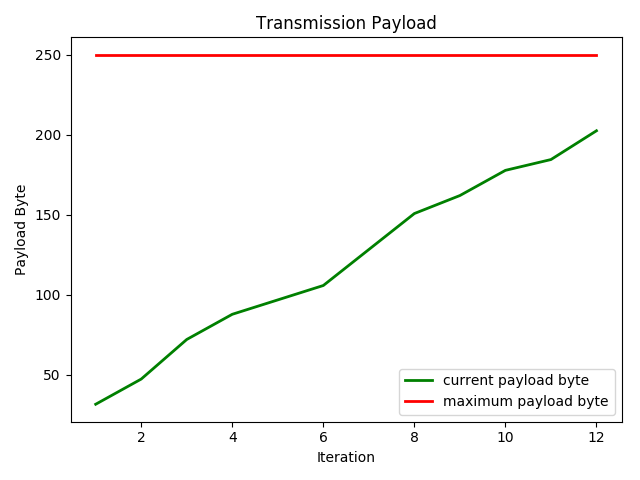 Transmission Payload
250
200
150
100
50
Payload Byte
current payload byte
maximum payload byte
2 4 6 8 10 12
Iteration